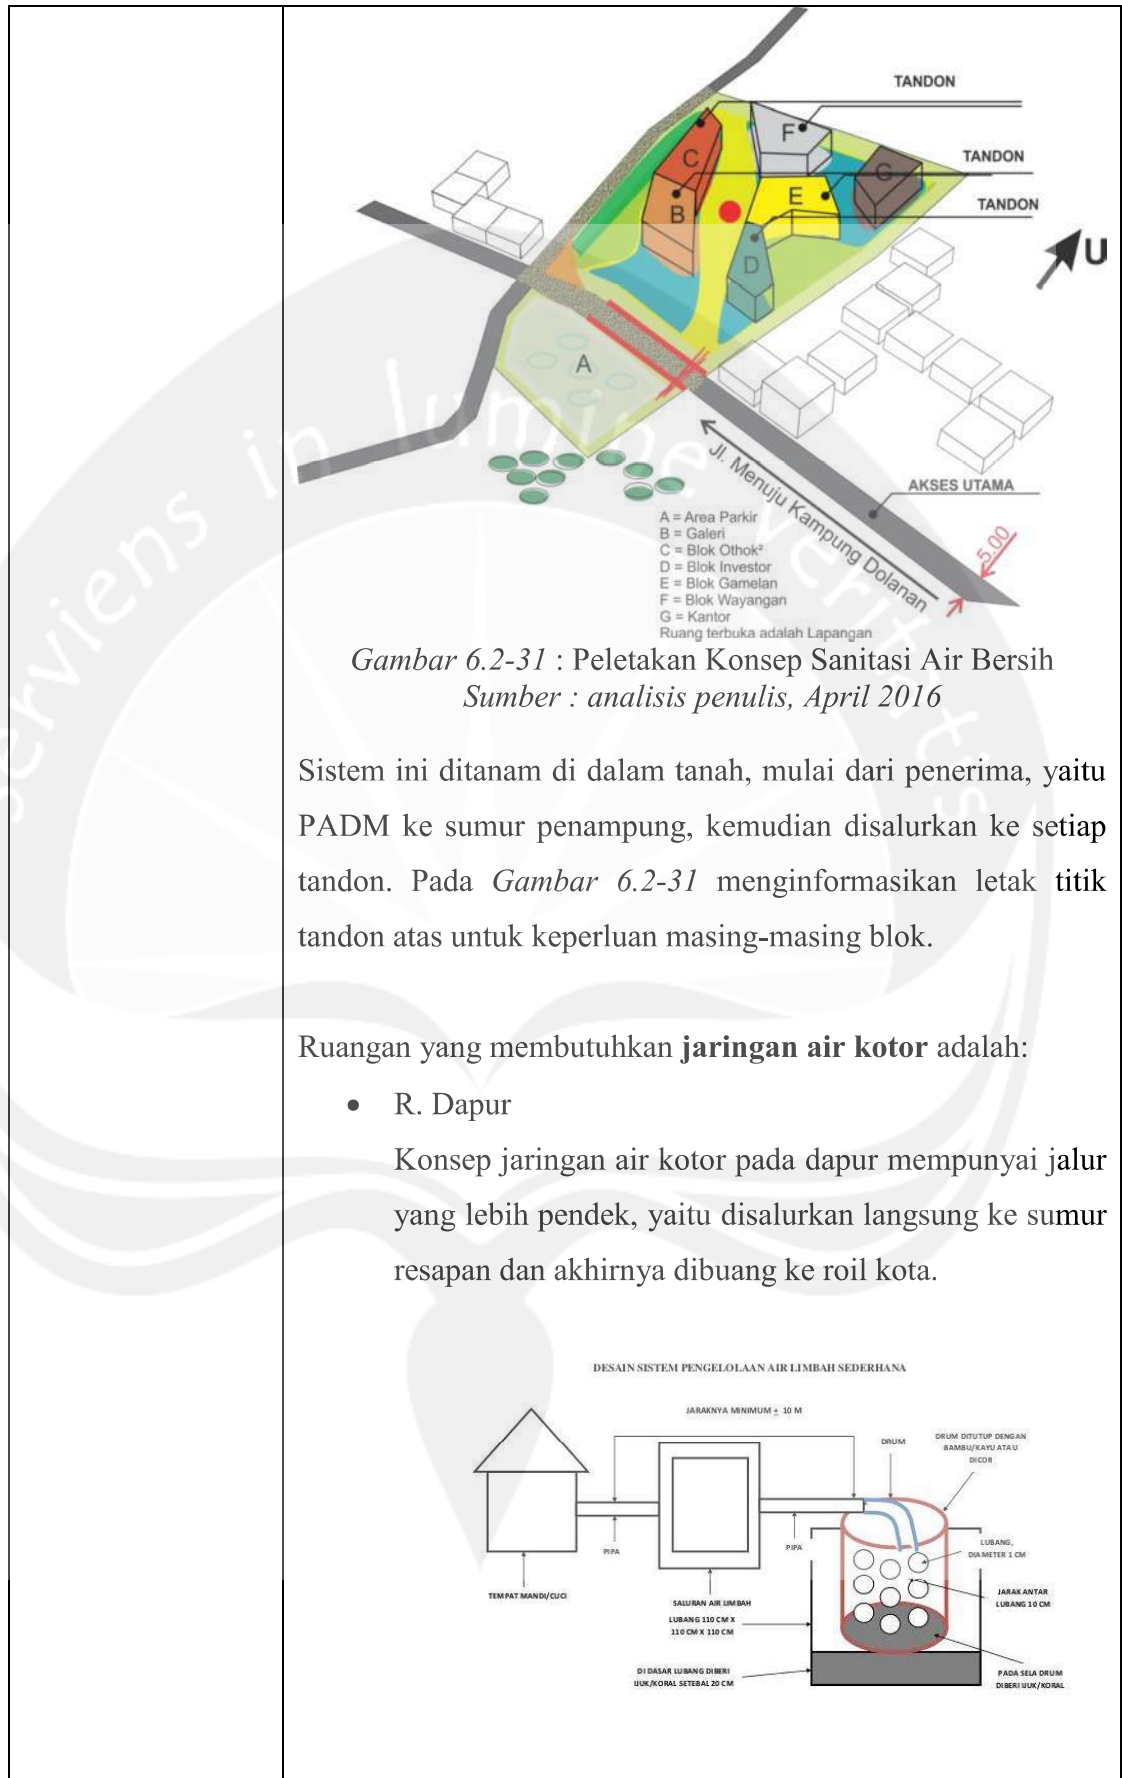 TANDON
F
C
G
TANDON
E
B
TANDON
D
U
A
Jl. Menuju Kampung Dolanan
AKSES UTAMA
5.00
A = Area Parkir
B = Galeri
C = Blok Othok²
D = Blok Investor
E = Blok Gamelan
F = Blok Wayangan
G = Kantor
Ruang terbuka adalah Lapangan
Gambar 6.2-31 : Peletakan Konsep Sanitasi Air Bersih
Sumber : analisis penulis, April 2016
Sistem ini ditanam di dalam tanah, mulai dari penerima, yaitu
PADM ke sumur penampung, kemudian disalurkan ke setiap
tandon. Pada Gambar 6.2-31 menginformasikan letak titik
tandon atas untuk keperluan masing-masing blok.
Ruangan yang membutuhkan jaringan air kotor adalah:
• R. Dapur
Konsep jaringan air kotor pada dapur mempunyai jalur
yang lebih pendek, yaitu disalurkan langsung ke sumur
resapan dan akhirnya dibuang ke roil kota.
DESAIN SISTEM PENGELOLAAN AIR LIMBAH SEDERHANA
JARAKNYA MINIMUM ± 10 M
DRUM
DRUM DITUTUP DENGAN
BAMBU/KAYU ATAU
DICOR
PIPA
PIPA
LUBANG,
DIAMETER 1 CM
TEMPAT MANDI/CUCI
SALURAN AIR LIMBAH
JARAK ANTAR
LUBANG 10 CM
LUBANG 110 CM X
110 CM X 110 CM
DI DASAR LUBANG DIBERI
IJUK/KORAL SETEBAL 20 CM
PADA SELA DRUM
DIBERI IJUK/KORAL
serviens in lumine veritatis